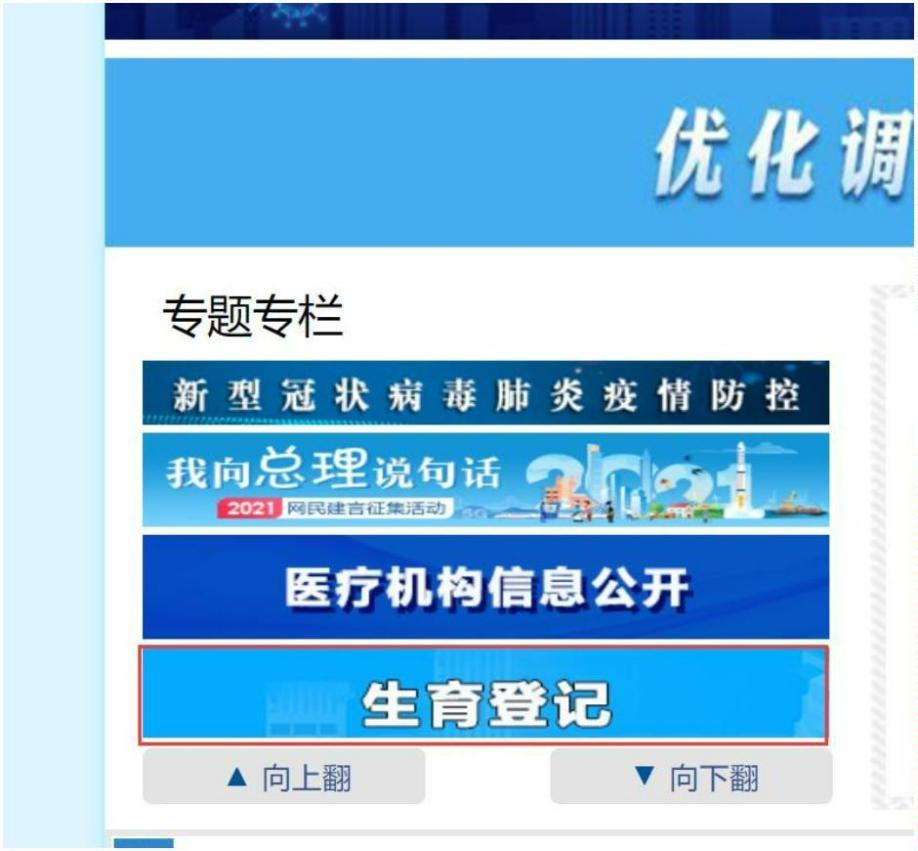 优化调
专题专栏
新型冠状病毒肺炎疫情防控
我向总理说句话 2021
2021 网民建言征集活动
医疗机构信息公开
生育登记
▲ 向上翻 ▼ 向下翻